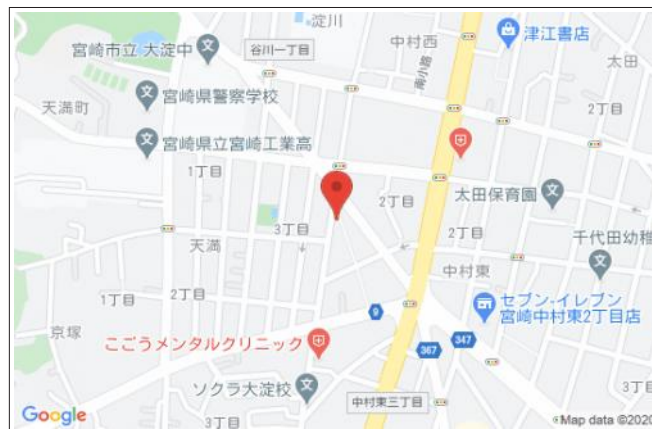 淀川
宮崎市立 大淀中
谷川一丁目
中村西
津江書店
太田
南小路
宮崎県警察学校
2丁目
天満町
宮崎県立宮崎工業高
1丁目
2丁目
太田保育園
3丁目
2丁目
千代田幼稚
天満
中村東
1丁目
2丁目
セブン-イレブン
宮崎中村東2丁目店
9
京塚
347
こごうメンタルクリニック
367
ソクラ大淀校
3丁目
中村東三丁目
3丁目
Google
Map data ©2020